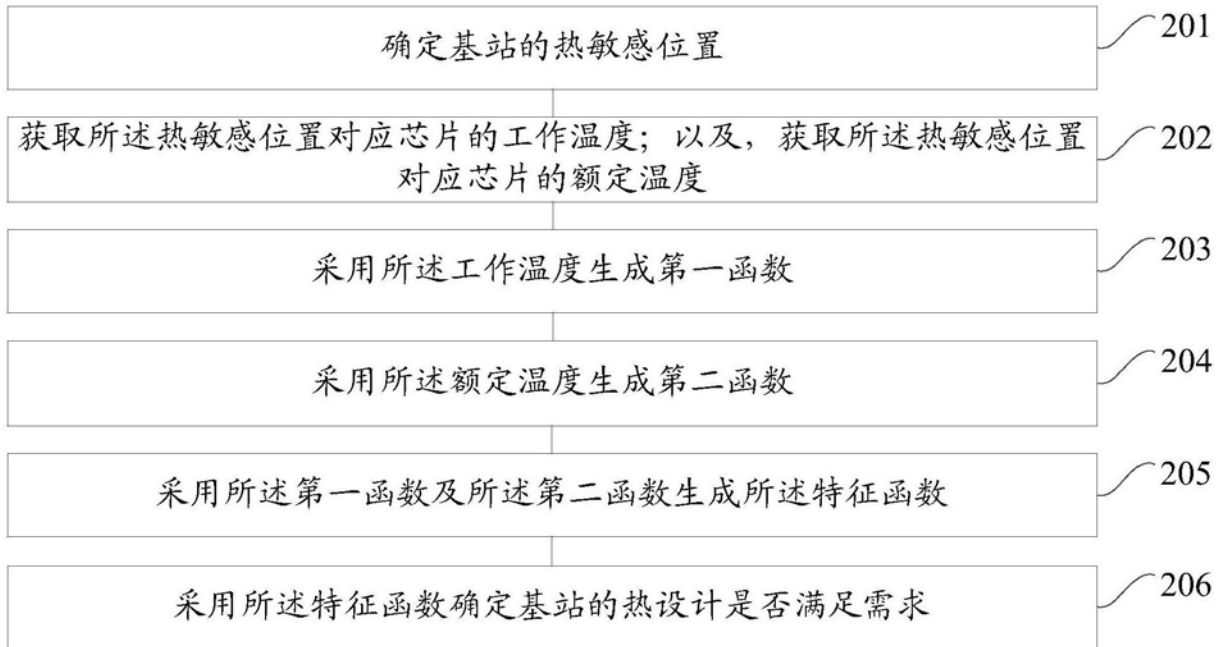 确定基站的热敏感位置
201
获取所述热敏感位置对应芯片的工作温度；以及，获取所述热敏感位置
对应芯片的额定温度
202
采用所述工作温度生成第一函数
203
采用所述额定温度生成第二函数
204
采用所述第一函数及所述第二函数生成所述特征函数
205
采用所述特征函数确定基站的热设计是否满足需求
206